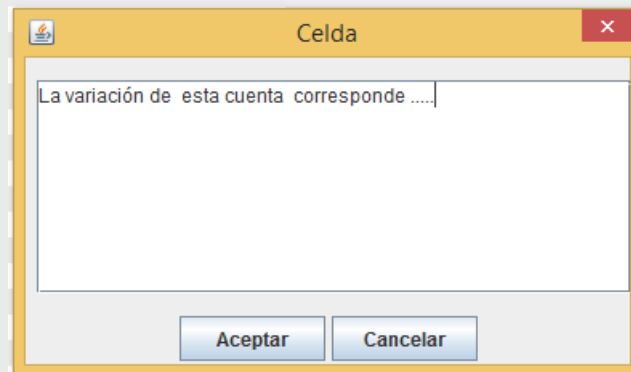 Celda
La variación de  esta cuenta  corresponde .....
Aceptar Cancelar